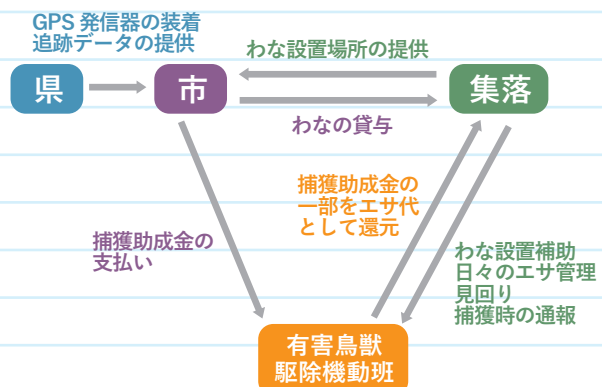 GPS 発信器の装着
追跡データの提供
わな設置場所の提供
県
市
集落
わなの貸与
捕獲助成金の
一部をエサ代
として還元
捕獲助成金の
支払い
わな設置補助
日々のエサ管理
見回り
捕獲時の通報
有害鳥獣
駆除機動班